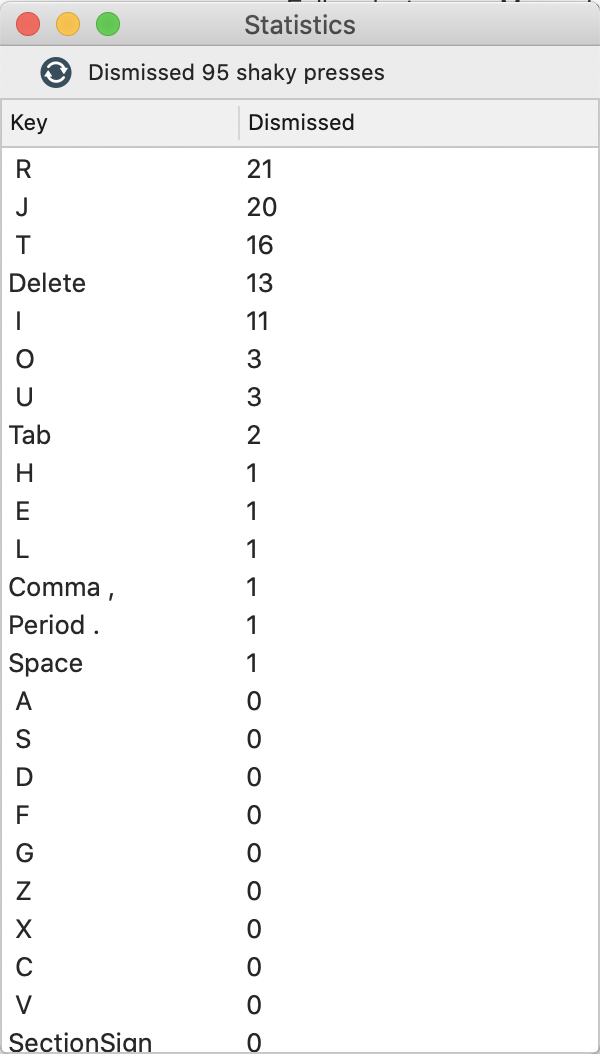 Statistics
Dismissed 95 shaky presses
Key Dismissed
R 21
J 20
T 16
Delete 13
I 11
O 3
U 3
Tab 2
H 1
E 1
L 1
Comma , 1
Period . 1
Space 1
A 0
S 0
D 0
F 0
G 0
Z 0
X 0
C 0
V 0
SectionSign 0